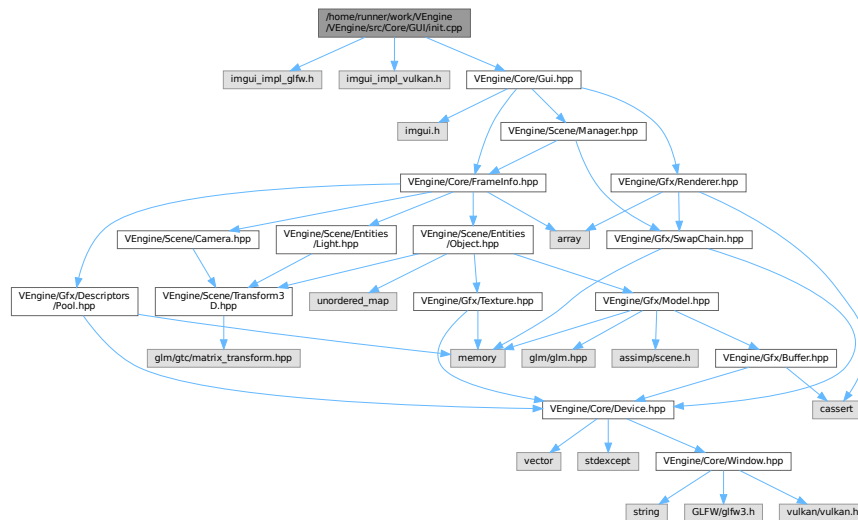 /home/runner/work/VEngine
/VEngine/src/Core/GUI/init.cpp
imgui_impl_glfw.h
imgui_impl_vulkan.h
VEngine/Core/Gui.hpp
imgui.h
VEngine/Scene/Manager.hpp
VEngine/Core/FrameInfo.hpp
VEngine/Gfx/Renderer.hpp
VEngine/Scene/Camera.hpp
VEngine/Scene/Entities
/Light.hpp
VEngine/Scene/Entities
/Object.hpp
array
VEngine/Gfx/SwapChain.hpp
VEngine/Gfx/Descriptors
/Pool.hpp
VEngine/Scene/Transform3
D.hpp
unordered_map
VEngine/Gfx/Texture.hpp
VEngine/Gfx/Model.hpp
glm/gtc/matrix_transform.hpp
memory
glm/glm.hpp
assimp/scene.h
VEngine/Gfx/Buffer.hpp
VEngine/Core/Device.hpp
cassert
vector
stdexcept
VEngine/Core/Window.hpp
string
GLFW/glfw3.h
vulkan/vulkan.h